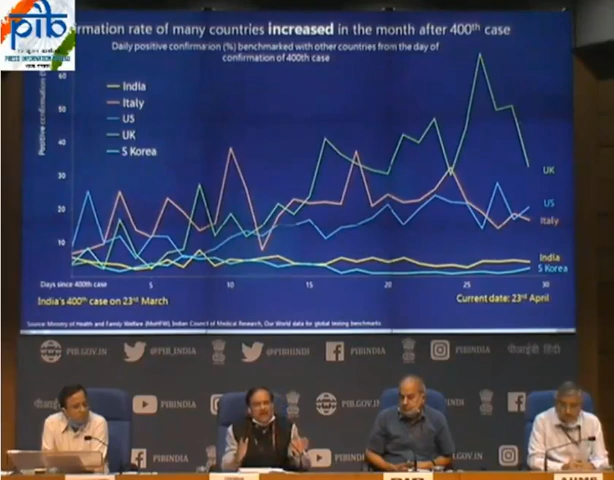 pib
PRESS INFORMATION
rmation rate of many countries increased in the month after 400th case
Daily positive confirmation (%) benchmarked with other countries from the day of
confirmation of 400th case
Positive confirmation
60
50
40
30
20
10
India
Italy
US
UK
S Korea
UK
US
Italy
India
S Korea
Days since 400th case
5
10
15
20
25
30
India's 400th case on 23rd March
Current date: 23rd April
Source: Ministry of Health and Family Welfare (MoHFW), Indian Council of Medical Research, Our World data for global testing benchmarks
PIB.GOV.IN
@PIB_INDIA
@PIBHINDI
PIBINDIA
PIBINDIA
पीआईबी हिंदी
PIBINDIA
PIB.GOV.IN
PIBINDIA
PIB.GOV.IN
PIBINDIA